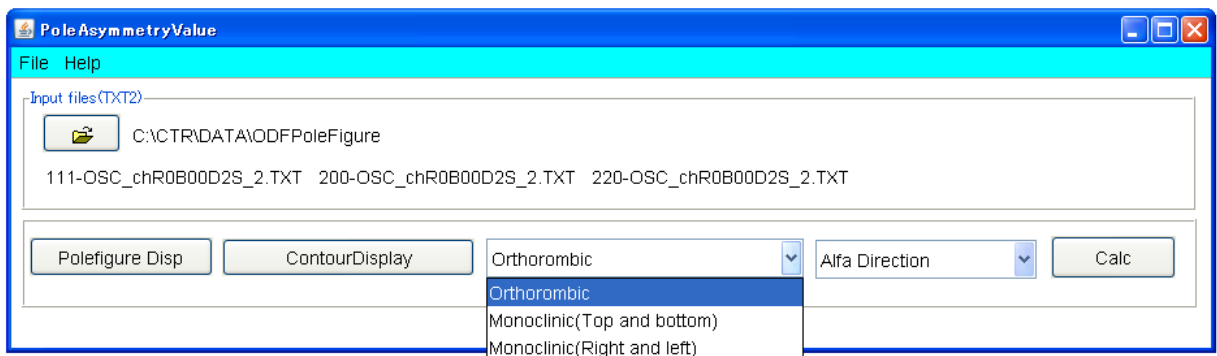 PoleAsymmetryValue
File Help
Input files(TXT2)
C:\CTR\DATA\ODFPoleFigure
111-OSC_chR0B00D2S_2.TXT 200-OSC_chR0B00D2S_2.TXT 220-OSC_chR0B00D2S_2.TXT
Polefigure Disp ContourDisplay Orthorombic Alfa Direction Calc
Orthorombic
Monoclinic(Top and bottom)
Monoclinic(Right and left)